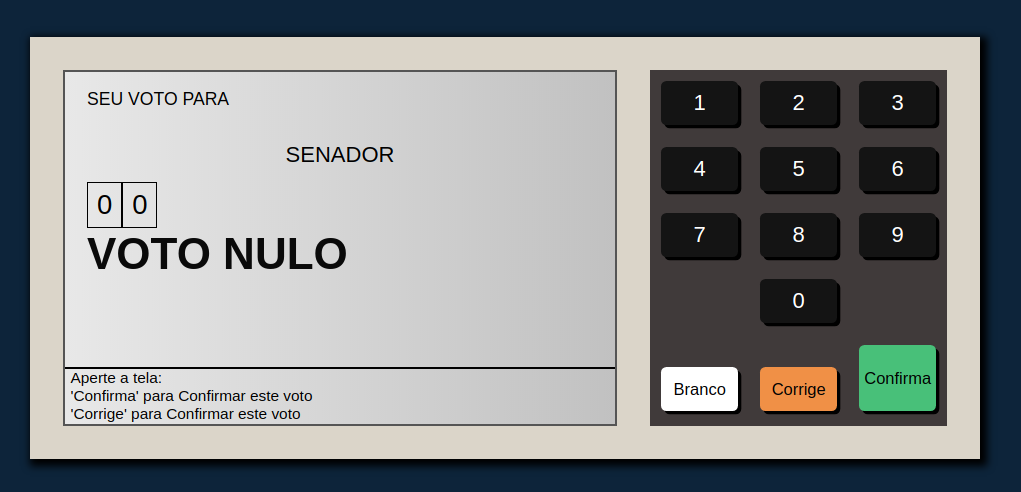 SEU VOTO PARA
SENADOR
0 0
VOTO NULO
Aperte a tela:
'Confirma' para Confirmar este voto
'Corrige' para Confirmar este voto
1 2 3
4 5 6
7 8 9
0
Branco Corrige Confirma